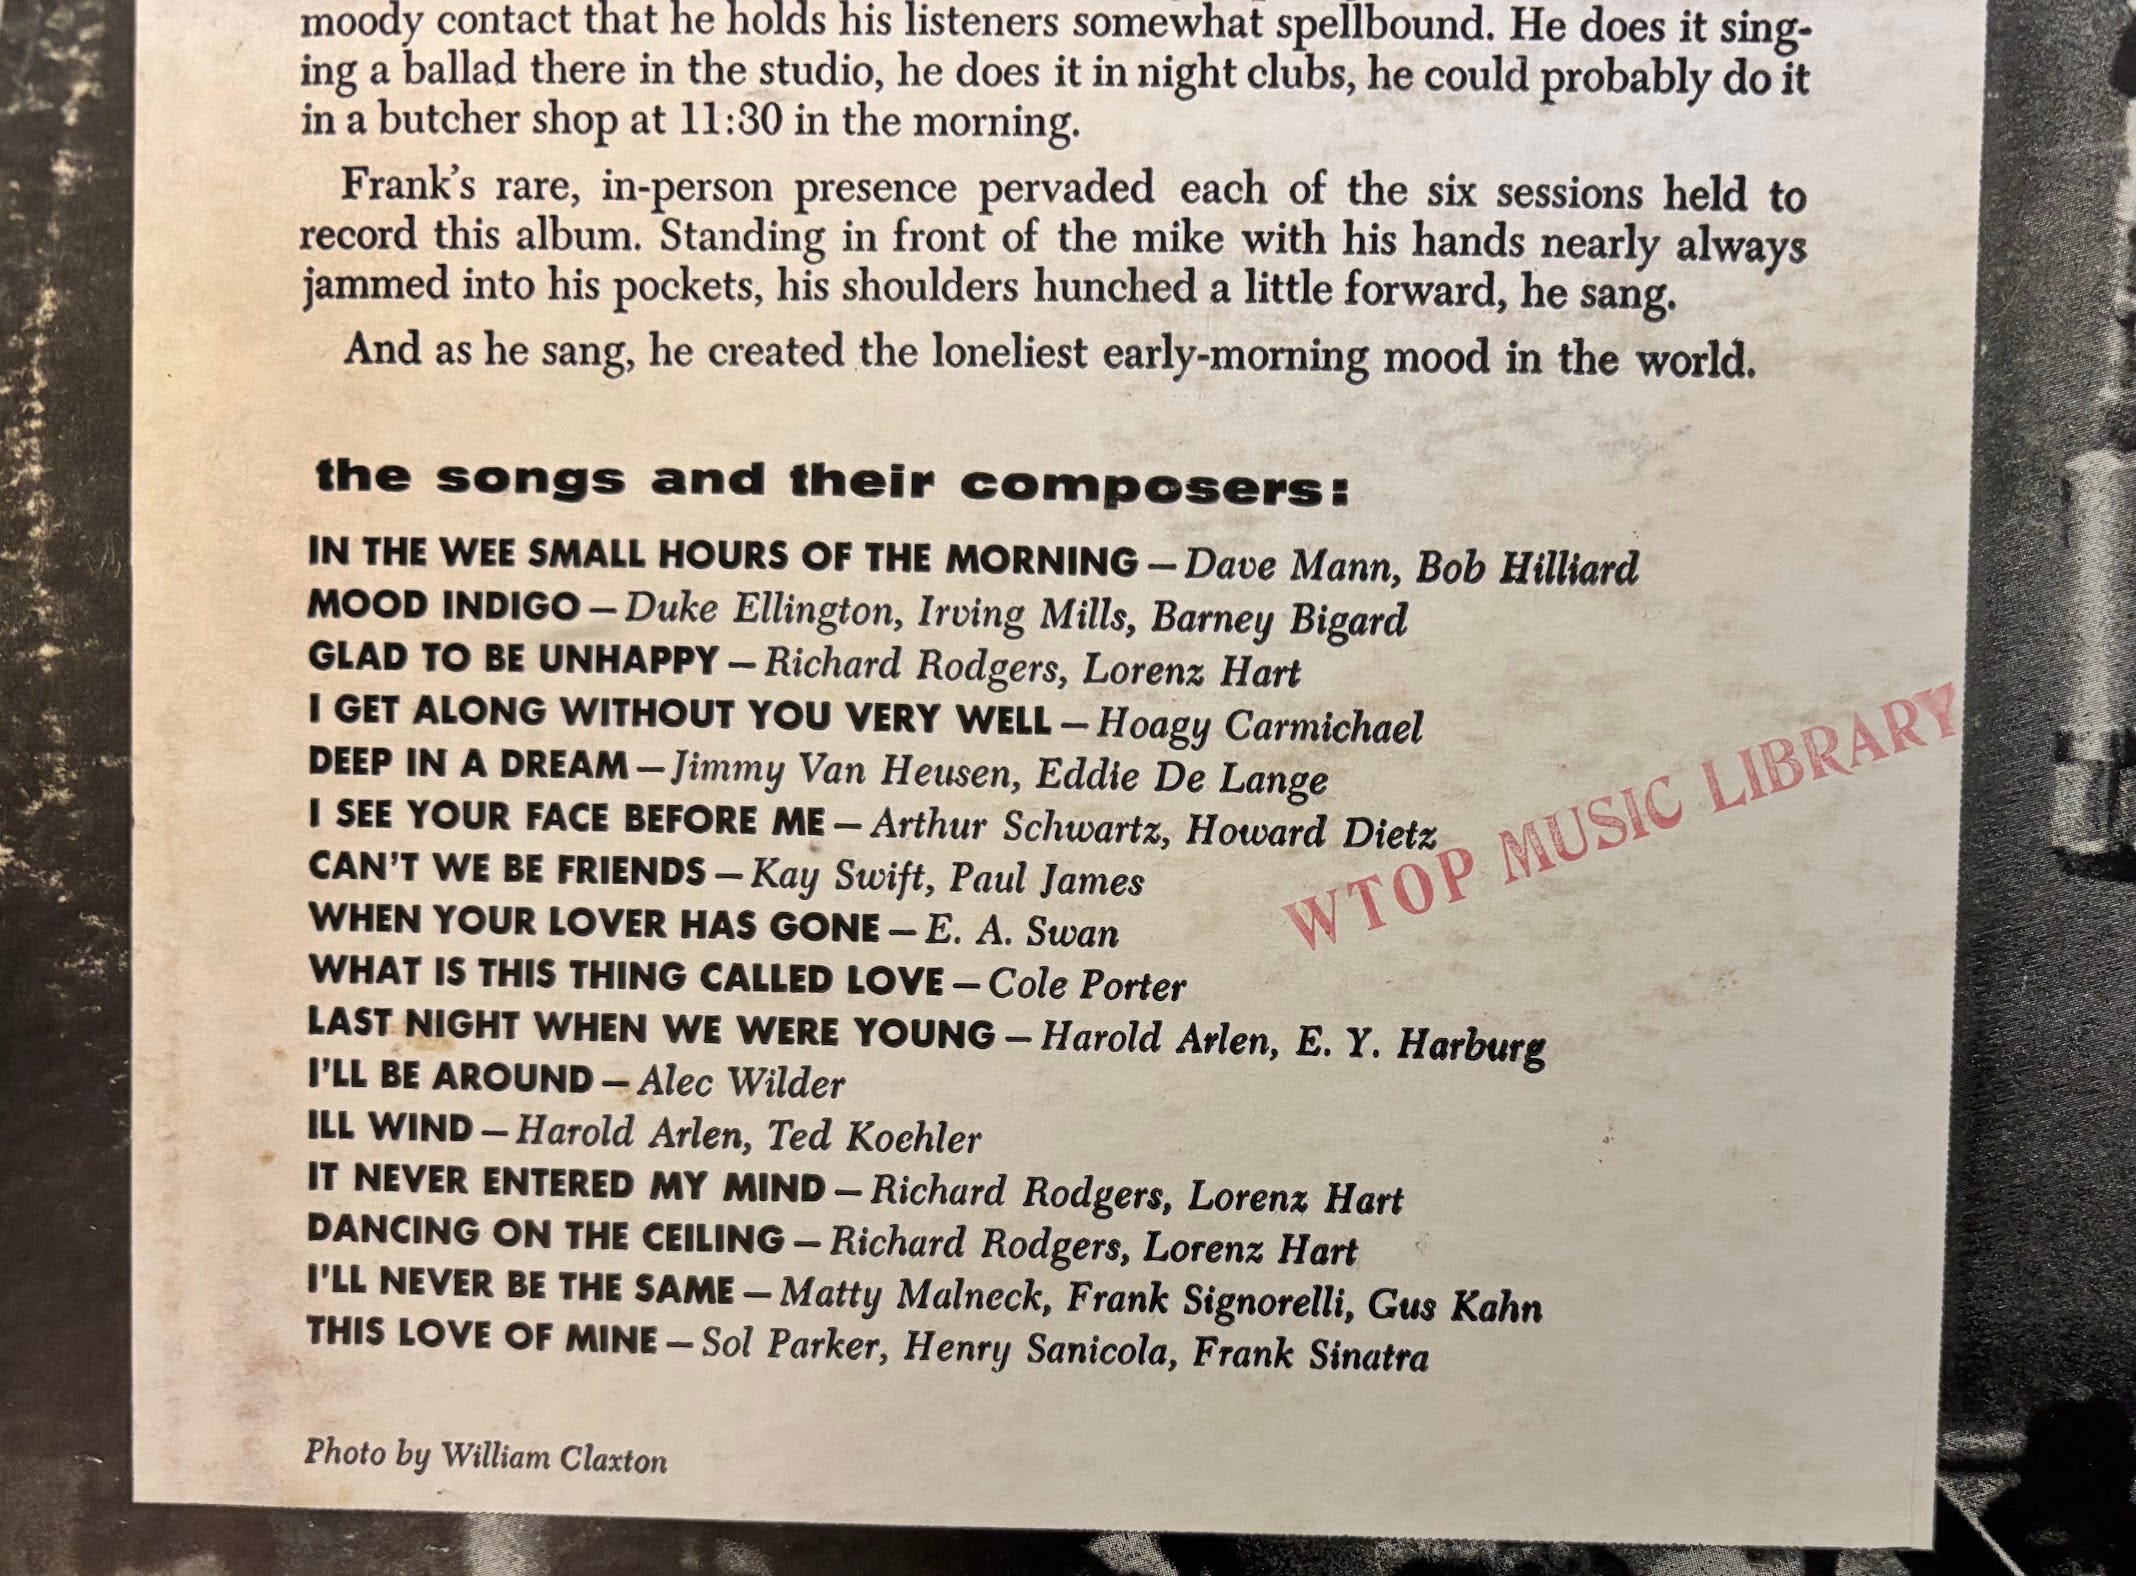 moody contact that he holds his listeners somewhat spellbound. He does it sing-
ing a ballad there in the studio, he does it in night clubs, he could probably do it
in a butcher shop at 11:30 in the morning.
Frank's rare, in-person presence pervaded each of the six sessions held to
record this album. Standing in front of the mike with his hands nearly always
jammed into his pockets, his shoulders hunched a little forward, he sang.
And as he sang, he created the loneliest early-morning mood in the world.
the songs and their composers:
IN THE WEE SMALL HOURS OF THE MORNING — Dave Mann, Bob Hilliard
MOOD INDIGO — Duke Ellington, Irving Mills, Barney Bigard
GLAD TO BE UNHAPPY — Richard Rodgers, Lorenz Hart
I GET ALONG WITHOUT YOU VERY WELL — Hoagy Carmichael
DEEP IN A DREAM — Jimmy Van Heusen, Eddie De Lange
I SEE YOUR FACE BEFORE ME — Arthur Schwartz, Howard Dietz
CAN'T WE BE FRIENDS — Kay Swift, Paul James
WHEN YOUR LOVER HAS GONE — E. A. Swan
WHAT IS THIS THING CALLED LOVE — Cole Porter
LAST NIGHT WHEN WE WERE YOUNG — Harold Arlen, E. Y. Harburg
I'LL BE AROUND — Alec Wilder
ILL WIND — Harold Arlen, Ted Koehler
IT NEVER ENTERED MY MIND — Richard Rodgers, Lorenz Hart
DANCING ON THE CEILING — Richard Rodgers, Lorenz Hart
I'LL NEVER BE THE SAME — Matty Malneck, Frank Signorelli, Gus Kahn
THIS LOVE OF MINE — Sol Parker, Henry Sanicola, Frank Sinatra
WTOP MUSIC LIBRARY
Photo by William Claxton